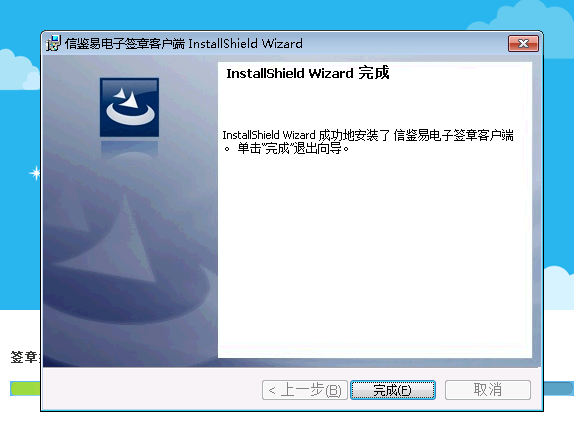 信鉴易电子签章客户端 InstallShield Wizard
InstallShield Wizard 完成
InstallShield Wizard 成功地安装了 信鉴易电子签章客户端
。 单击“完成”退出向导。
签章
< 上一步(B)
完成(F)
取消